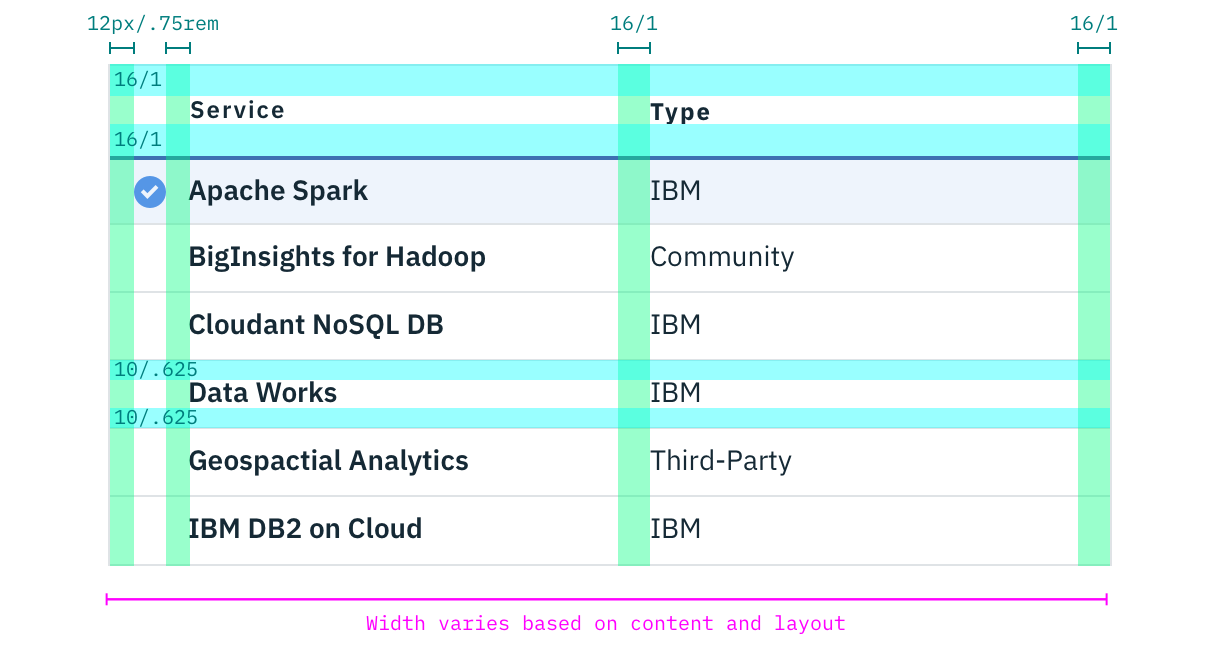 12px/.75rem 16/1 16/1
16/1
Service Type
16/1
Apache Spark IBM
BigInsights for Hadoop Community
Cloudant NoSQL DB IBM
10/.625
Data Works IBM
10/.625
Geospactial Analytics Third-Party
IBM DB2 on Cloud IBM
Width varies based on content and layout